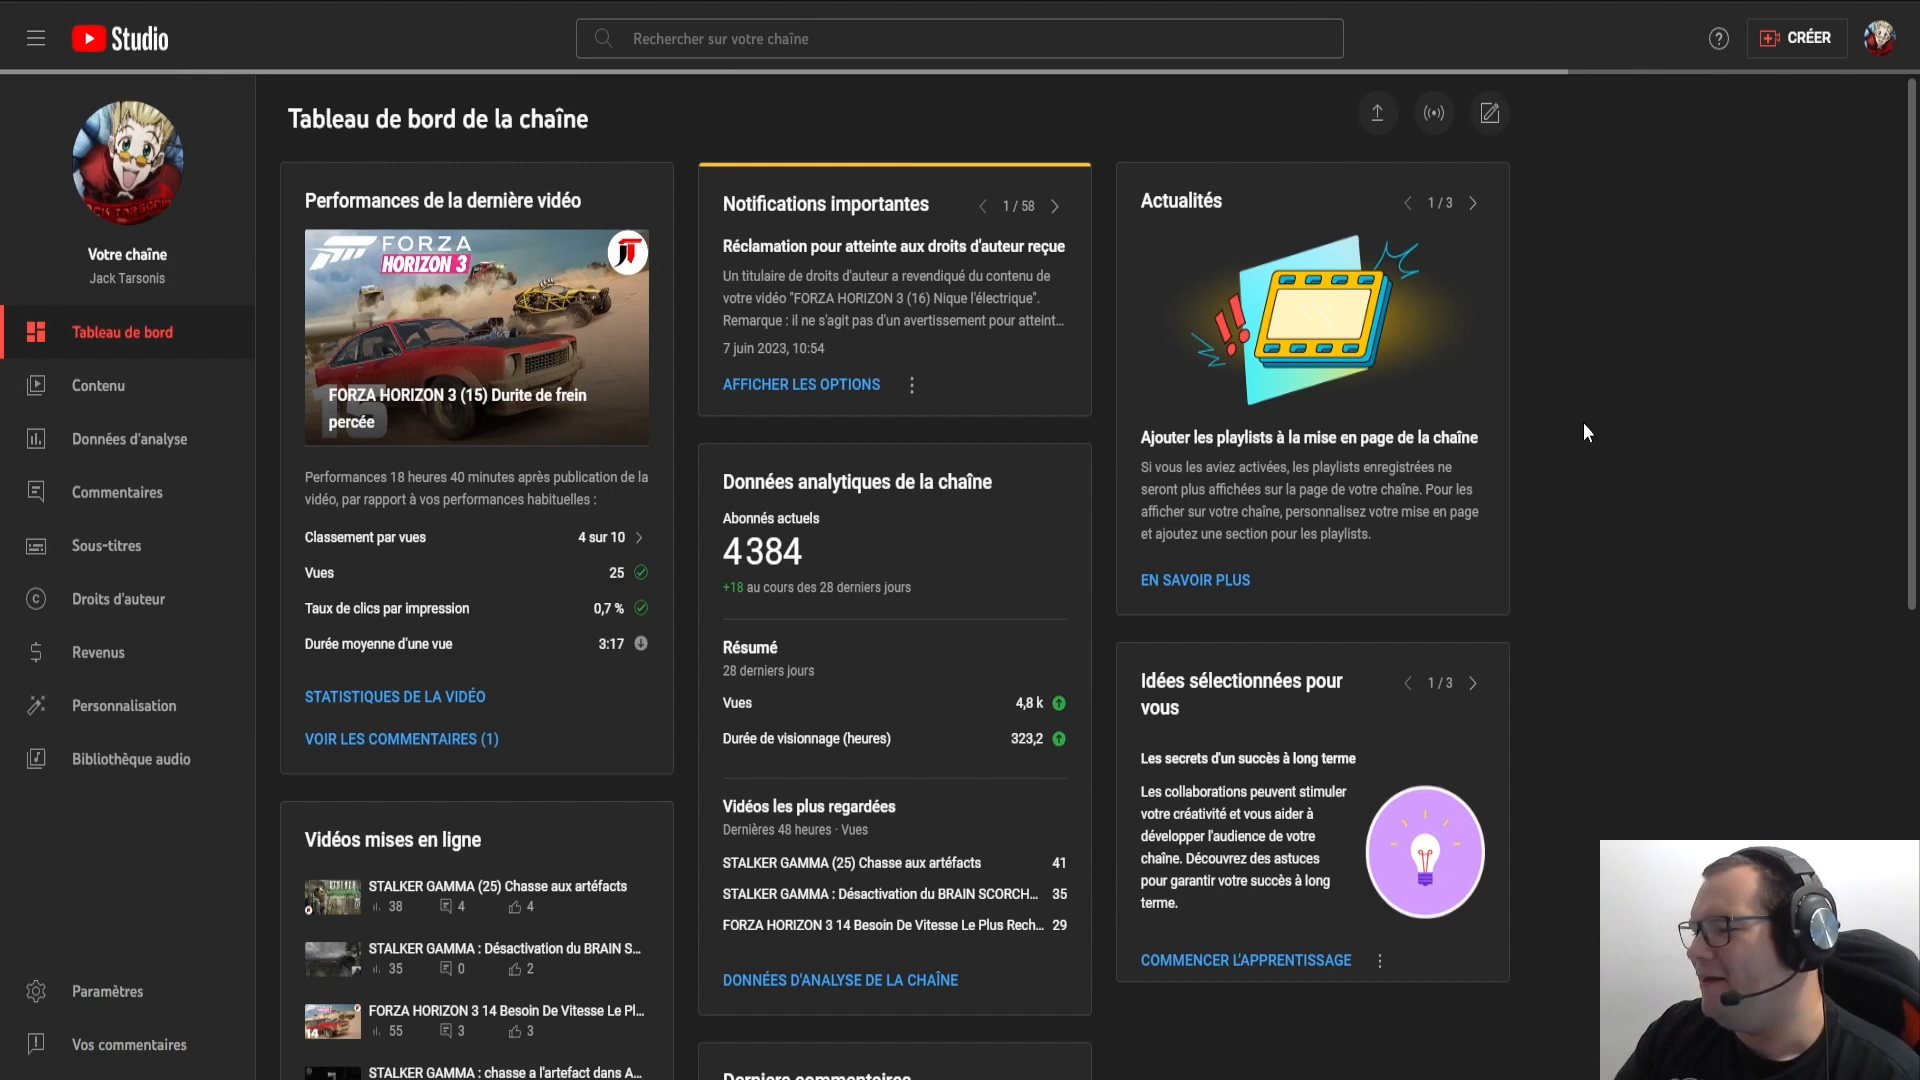 Studio
Rechercher sur votre chaîne
CRÉER
Votre chaîne
Jack Tarsonis
Tableau de bord
Contenu
Données d'analyse
Commentaires
Sous-titres
Droits d'auteur
Revenus
Personnalisation
Bibliothèque audio
Paramètres
Vos commentaires
Tableau de bord de la chaîne
Performances de la dernière vidéo
FORZA
HORIZON 3
JT
15
FORZA HORIZON 3 (15) Durite de frein
percée
Performances 18 heures 40 minutes après publication de la
vidéo, par rapport à vos performances habituelles :
Classement par vues 4 sur 10
Vues 25
Taux de clics par impression 0,7 %
Durée moyenne d'une vue 3:17
STATISTIQUES DE LA VIDÉO
VOIR LES COMMENTAIRES (1)
Vidéos mises en ligne
STALKER GAMMA (25) Chasse aux artéfacts
38 4 4
STALKER GAMMA : Désactivation du BRAIN S...
35 0 2
FORZA HORIZON 3 14 Besoin De Vitesse Le Pl...
14
55 3 3
STALKER GAMMA : chasse a l'artefact dans A...
Notifications importantes 1 / 58
Réclamation pour atteinte aux droits d'auteur reçue
Un titulaire de droits d'auteur a revendiqué du contenu de
votre vidéo "FORZA HORIZON 3 (16) Nique l'électrique".
Remarque : il ne s'agit pas d'un avertissement pour atteint...
7 juin 2023, 10:54
AFFICHER LES OPTIONS
Données analytiques de la chaîne
Abonnés actuels
4 384
+18 au cours des 28 derniers jours
Résumé
28 derniers jours
Vues 4,8 k
Durée de visionnage (heures) 323,2
Vidéos les plus regardées
Dernières 48 heures · Vues
STALKER GAMMA (25) Chasse aux artéfacts 41
STALKER GAMMA : Désactivation du BRAIN SCORCH... 35
FORZA HORIZON 3 14 Besoin De Vitesse Le Plus Rech... 29
DONNÉES D'ANALYSE DE LA CHAÎNE
Derniers commentaires
Actualités 1 / 3
Ajouter les playlists à la mise en page de la chaîne
Si vous les aviez activées, les playlists enregistrées ne
seront plus affichées sur la page de votre chaîne. Pour les
afficher sur votre chaîne, personnalisez votre mise en page
et ajoutez une section pour les playlists.
EN SAVOIR PLUS
Idées sélectionnées pour
vous
1 / 3
Les secrets d'un succès à long terme
Les collaborations peuvent stimuler
votre créativité et vous aider à
développer l'audience de votre
chaîne. Découvrez des astuces
pour garantir votre succès à long
terme.
COMMENCER L'APPRENTISSAGE